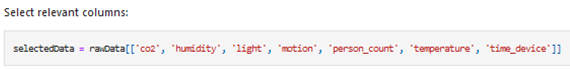 Select relevant columns:
selectedData = rawData[['co2', 'humidity', 'light', 'motion', 'person_count', 'temperature', 'time_device']]